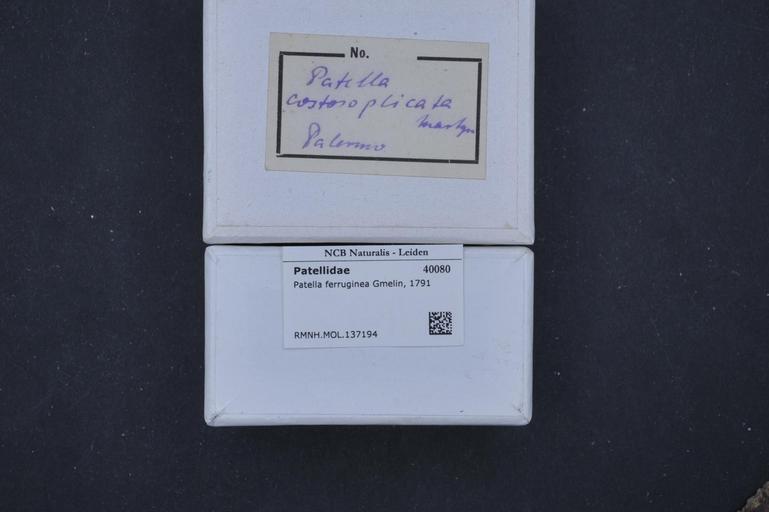 No.
Patella
costosoplicata
Martyn
Palermo
NCB Naturalis - Leiden
Patellidae 40080
Patella ferruginea Gmelin, 1791
RMNH.MOL.137194